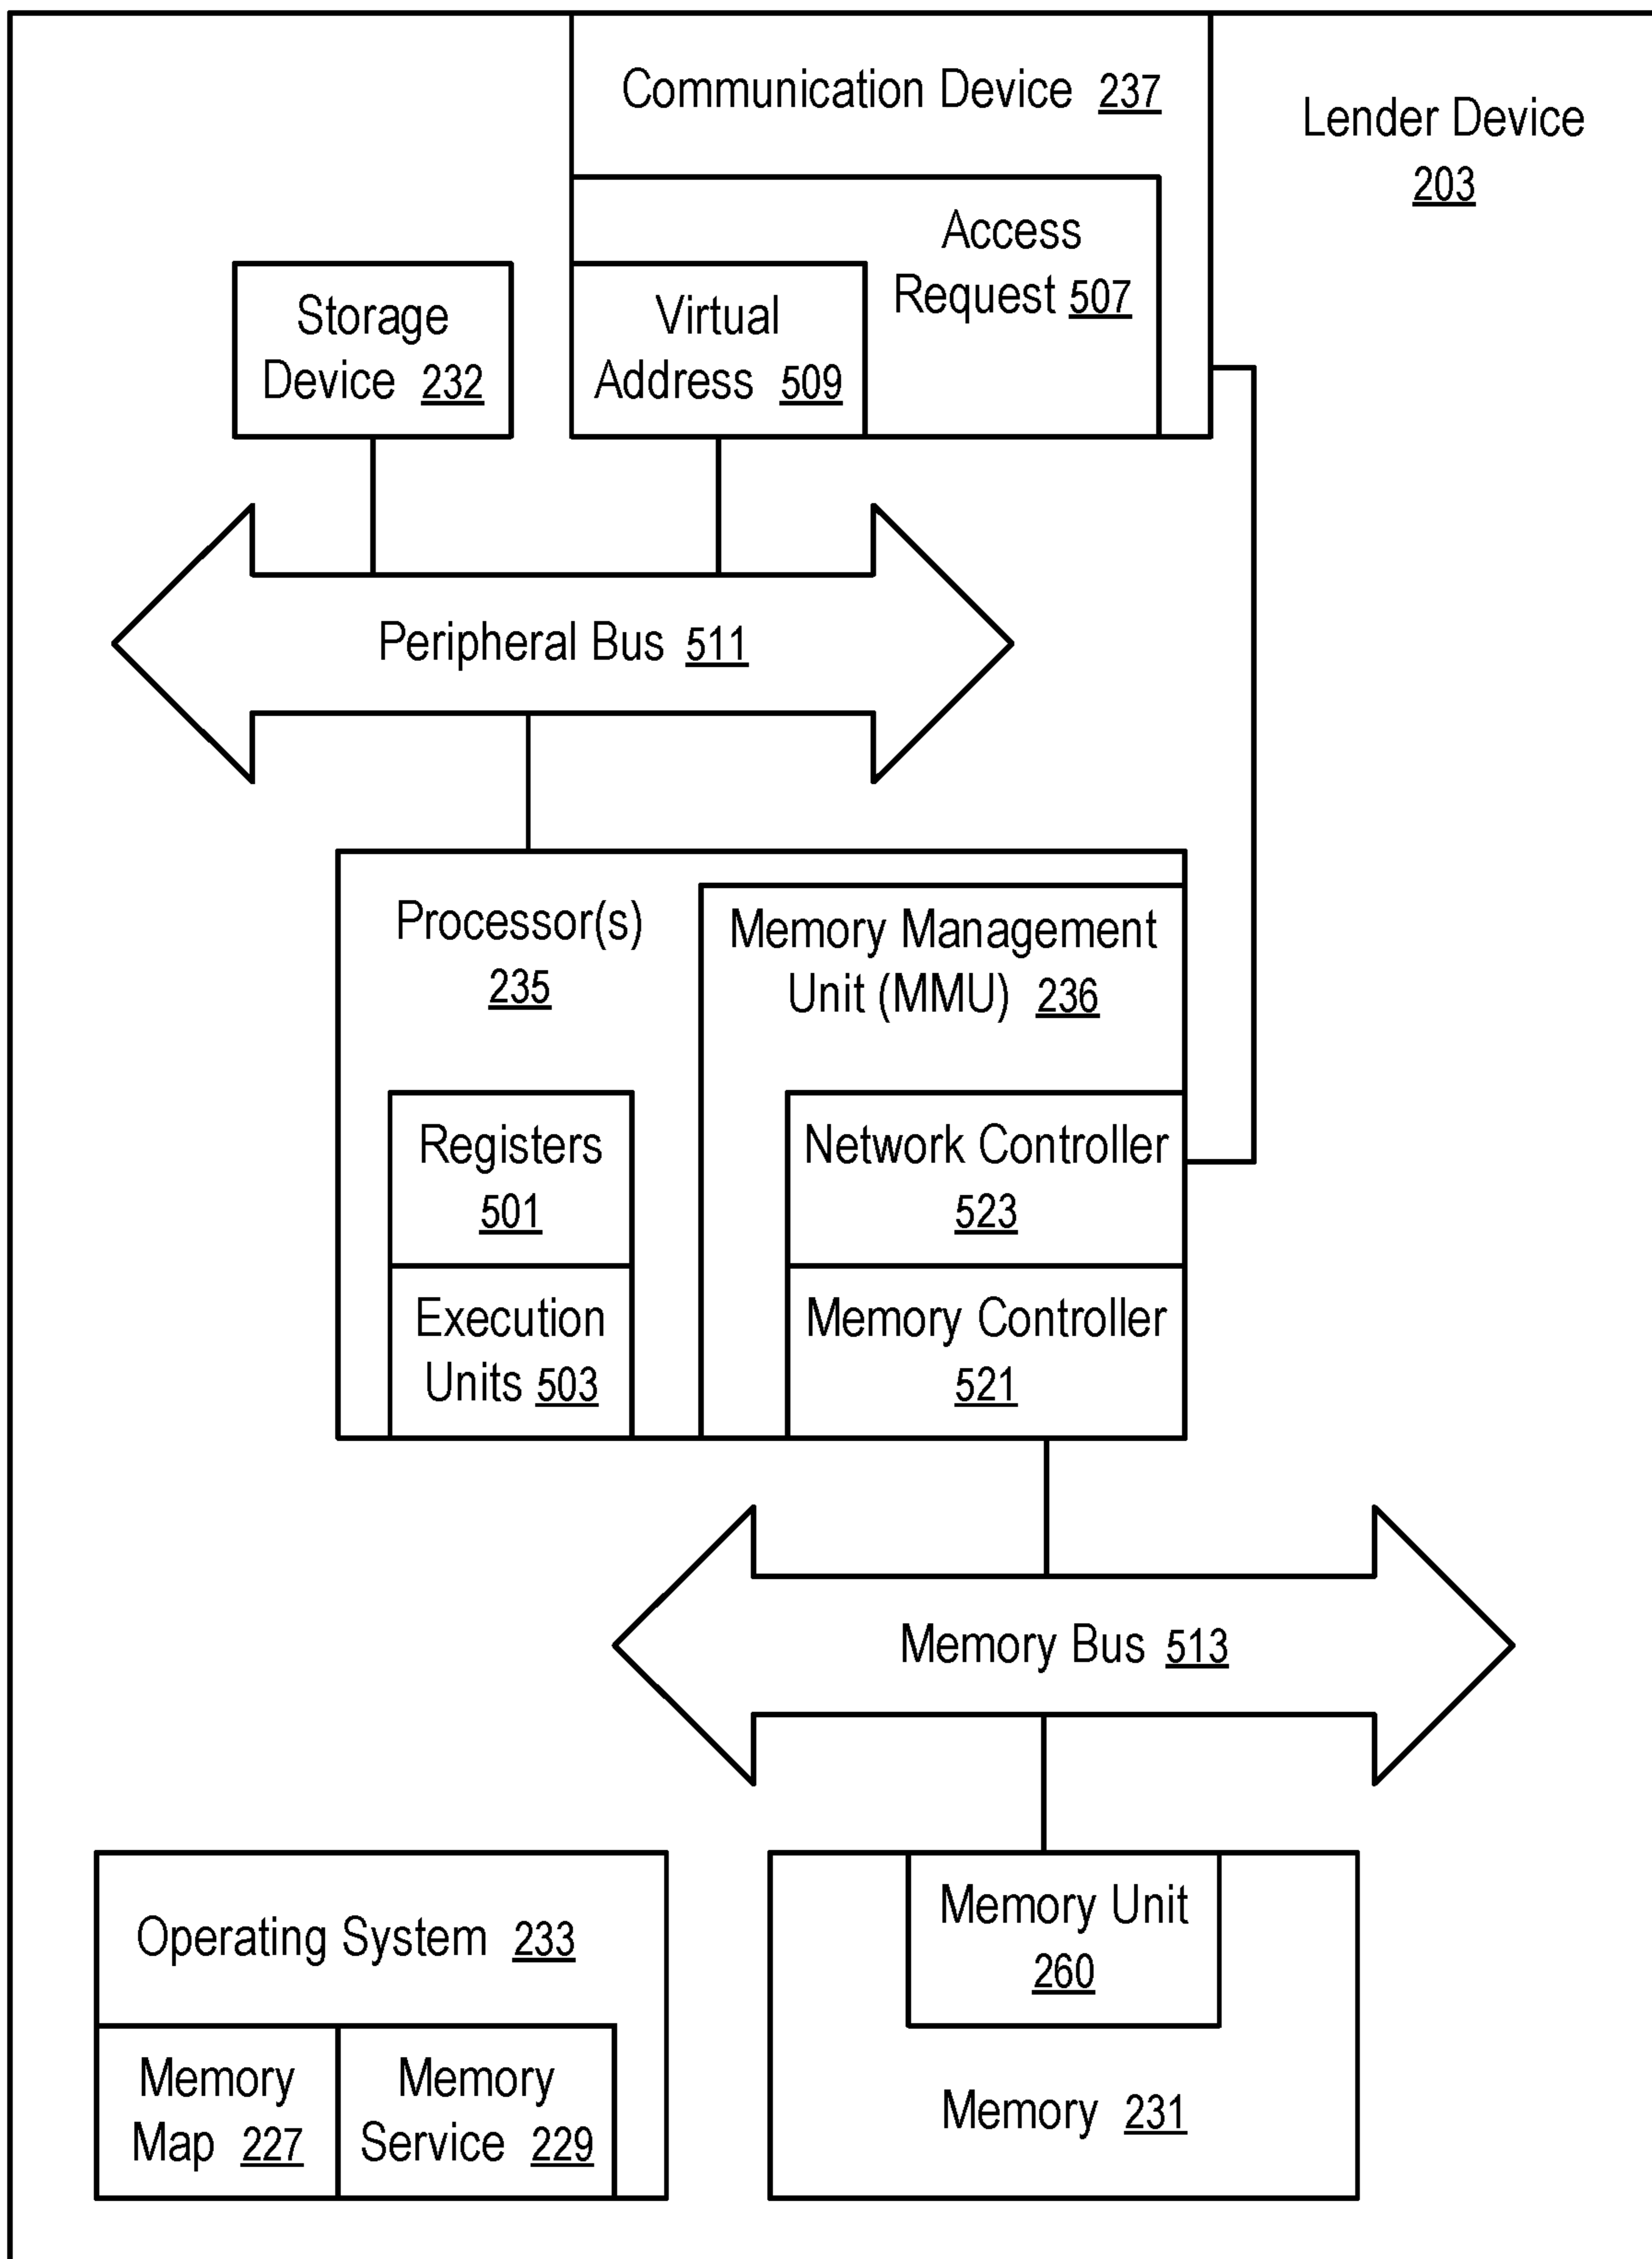 Communication Device 237
Lender Device
203
Access
Request 507
Storage
Device 232
Virtual
Address 509
Peripheral Bus 511
Processor(s)
235
Memory Management
Unit (MMU) 236
Registers
501
Network Controller
523
Execution
Units 503
Memory Controller
521
Memory Bus 513
Operating System 233
Memory
Map 227
Memory
Service 229
Memory Unit
260
Memory 231